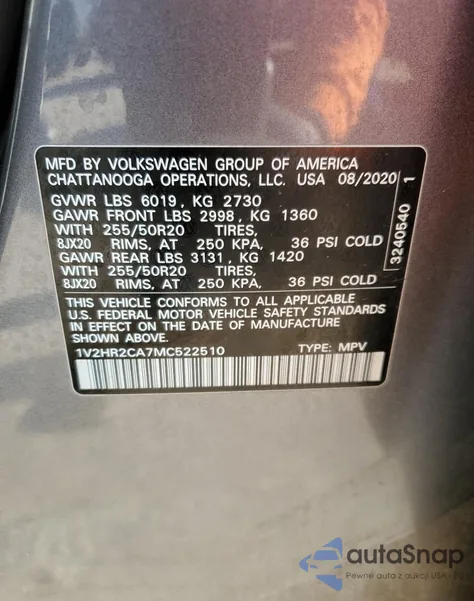 MFD BY VOLKSWAGEN GROUP OF AMERICA
CHATTANOOGA OPERATIONS, LLC. USA 08/2020
GVWR LBS 6019, KG 2730
GAWR FRONT LBS 2998, KG 1360
WITH 255/50R20 TIRES,
8JX20 RIMS, AT 250 KPA, 36 PSI COLD
GAWR REAR LBS 3131, KG 1420
WITH 255/50R20 TIRES,
8JX20 RIMS, AT 250 KPA, 36 PSI COLD
THIS VEHICLE CONFORMS TO ALL APPLICABLE
U.S. FEDERAL MOTOR VEHICLE SAFETY STANDARDS
IN EFFECT ON THE DATE OF MANUFACTURE
SHOWN ABOVE.
1V2HR2CA7MC522510 TYPE: MPV
3240540 1
autaSnap
Pewne auta z aukcji USA